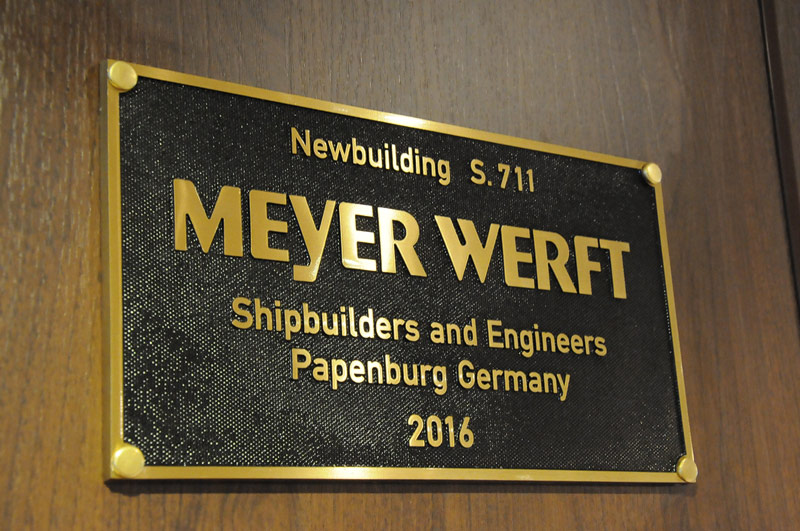 Newbuilding S. 711
MEYER WERFT
Shipbuilders and Engineers
Papenburg Germany
2016